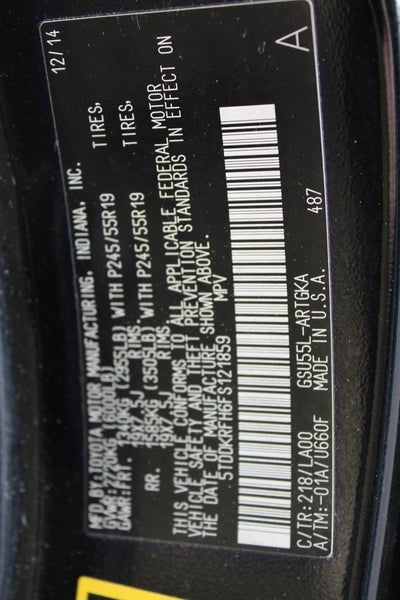 MFD.BY:TOYOTA MOTOR MANUFACTURING, INDIANA, INC. 12/14
GVWR:2720KG (6000LB)
GAWR:FRT. 1340KG (2955LB) WITH P245/55R19 TIRES,
19X7.5J RIMS.
RR. 1585KG (3505LB) WITH P245/55R19 TIRES,
19X7.5J RIMS.
THIS VEHICLE CONFORMS TO ALL APPLICABLE FEDERAL MOTOR
VEHICLE SAFETY AND THEFT PREVENTION STANDARDS IN EFFECT ON
THE DATE OF MANUFACTURE SHOWN ABOVE.
5TDDKRFH6FS121859 MPV
487
C/TR:218/LA00 GSU55L-ARTGKA
A/TM:-01A/U660F MADE IN U.S.A. A